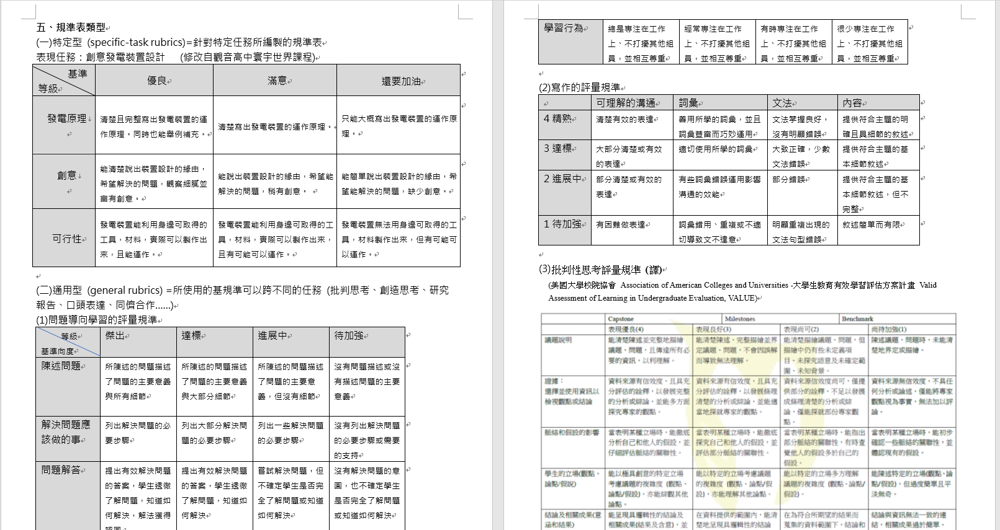 五、規準表類型
(一)特定型 (specific-task rubrics)=針對特定任務所編製的規準表
表現任務：創意發電裝置設計 (修改自觀音高中寰宇世界課程)
基準
等級
優良
滿意
還要加油
發電原理
清楚且完整寫出發電裝置的運
作原理。同時也能舉例補充。
清楚寫出發電裝置的運作原理。
只能大概寫出發電裝置的運作原
理。
創意
能清楚說出裝置設計的緣由，
希望解決的問題，觀察細膩並
富有創意。
能說出裝置設計的緣由，希望能
解決的問題，稍有創意。
能簡單說出裝置設計的緣由，希
望能解決的問題，缺少創意。
可行性
發電裝置能利用身邊可取得的
工具，材料，實際可以製作出
來，且能運作。
發電裝置能利用身邊可取得的工
具，材料，實際可以製作出來，
且有可能可以運作。
發電裝置無法用身邊可取得的工
具，材料製作出來，但有可能可
以運作。
(二)通用型 (general rubrics) =所使用的基規準可以跨不同的任務 (批判思考、創造思考、研究
報告、口頭表達、同儕合作......)
(1)問題導向學習的評量規準
等級
基準向度
傑出
達標
進展中
待加強
陳述問題
所陳述的問題描述
了問題的主要意義
與所有細節
所陳述的問題描述
了問題的主要意義
與大部分細節
所陳述的問題描述
了問題的主要意
義，但沒有細節
沒有問題描述或沒
有描述問題的主要
意義
解決問題應
該做的事
列出解決問題的必
要步驟
列出大部分解決問
題的必要步驟
列出一些解決問題
的必要步驟
沒有列出解決問題
的必要步驟或需要
的支持
問題解答
提出有效解決問題
的答案，學生透徹
了解問題，知道如
何解決，解法獲得
認同
提出有效解決問題
的答案，學生透徹
了解問題，知道如
何解決
嘗試解決問題，但
不確定學生是否完
全了解問題或知道
如何解決
沒有解決問題的意
圖，也不確定學生
是否完全了解問題
或知道如何解決
學習行為
總是專注在工作
上、不打擾其他組
員，並相互尊重
經常專注在工作
上、不打擾其他組
員，並相互尊重
有時專注在工作
上、不打擾其他組
員，並相互尊重
很少專注在工作
上、不打擾其他組
員，並相互尊重
(2)寫作的評量規準
可理解的溝通
詞彙
文法
內容
4 精熟
清楚有效的表達
善用所學的詞彙，並且
詞彙豐富而巧妙運用
文法掌握良好，
沒有明顯錯誤
提供符合主題的明
確且具細節的敘述
3 達標
大部分清楚或有效
的表達
適切使用所學的詞彙
大致正確，少數
文法錯誤
提供符合主題的基
本細節敘述
2 進展中
部分清楚或有效的
表達
有些詞彙錯誤運用影響
溝通的效能
部分錯誤
提供符合主題的基
本細節敘述，但不
完整
1 待加強
有困難做表達
詞彙錯用、重複或不適
切導致文不達意
明顯重複出現的
文法句型錯誤
敘述簡單而有限
(3)批判性思考評量規準 (譯)
(美國大學校院協會 Association of American Colleges and Universities -大學生教育有效學習評估方案計畫 Valid
Assessment of Learning in Undergraduate Evaluation, VALUE)
Capstone
Milestones
Benchmark
表現優良(4)
表現良好(3)
表現尚可(2)
尚待加強(1)
議題說明
能清楚陳述並完整地描繪
議題、問題，且傳達所有必
要的資訊，以利理解。
能清楚陳述、完整描繪並界
定議題、問題，不會因誤解
而導致無法理解。
能清楚描繪議題、問題，但
描繪中仍有些未定義項
目、未探究語意及未確定範
圍、未知背景。
陳述議題、問題時，未能清
楚地界定或描繪。
證據：
選擇並使用資訊以
檢視觀點或結論
資料來源有信效度，且具充
分評估的詮釋，以發展完整
的分析或綜論，並能多方面
探究專家的觀點。
資料來源有信效度，且具充
分評估的詮釋，以發展條理
清楚的分析或綜論，並能適
當地探就專家的觀點。
資料來源信效度尚可，僅提
供部分的詮釋，不足以發展
成條理清楚的分析或綜
論，僅能探就部份專家觀
點。
資料來源無信效度，不具任
何分析或論述，僅能將專家
觀點視為事實，無法加以評
論。
脈絡和假設的影響
當表明某種立場時，能徹底
分析自己和他人的假設，並
仔細評估脈絡的關聯性。
當表明某種立場時，能徹底
探究自己和他人的假設，並
評估部分脈絡的關聯性。
當表明某種立場時，能指出
部分脈絡的關聯性，有時查
覺他人的假設多於自己的
假設。
當表明某種立場時，能初步
確認一些脈絡的關聯性，並
體認現有的假設。
學生的立場(觀點、
論點/假說)
能以極具創意的特定立場
考慮議題的複雜度 (觀點、
論點/假設)，亦能綜觀其他
論點。
能以特定的立場考慮議題
的複雜度 (觀點、論點/假
設)，亦能理解其他論點。
能以特定的立場多方理解
議題的複雜度 (觀點、論點/
假設)。
能陳述特定的立場(觀點、論
點/假設)，但過度簡單且平
淡無奇。
結論及相關成果(意
涵和結果)
能呈現具邏輯性的結論及
相關成果(結果及含意)，並
在資料提供的範圍內，能清
楚地呈現具邏輯性的結論
在為符合所期望的結果而
蒐集的資料範圍下，結論和
結論與資訊無法一致的連
結，相關成果過於簡單。